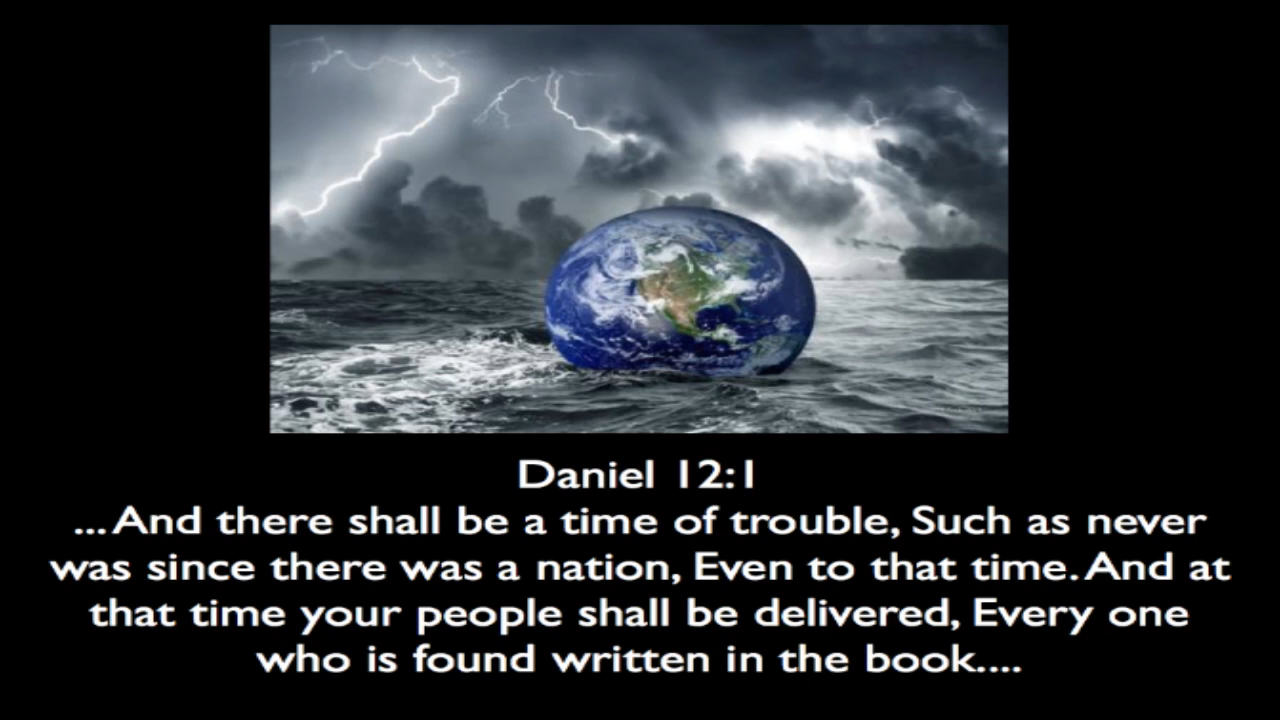 Daniel 12:1
...And there shall be a time of trouble, Such as never
was since there was a nation, Even to that time. And at
that time your people shall be delivered, Every one
who is found written in the book....